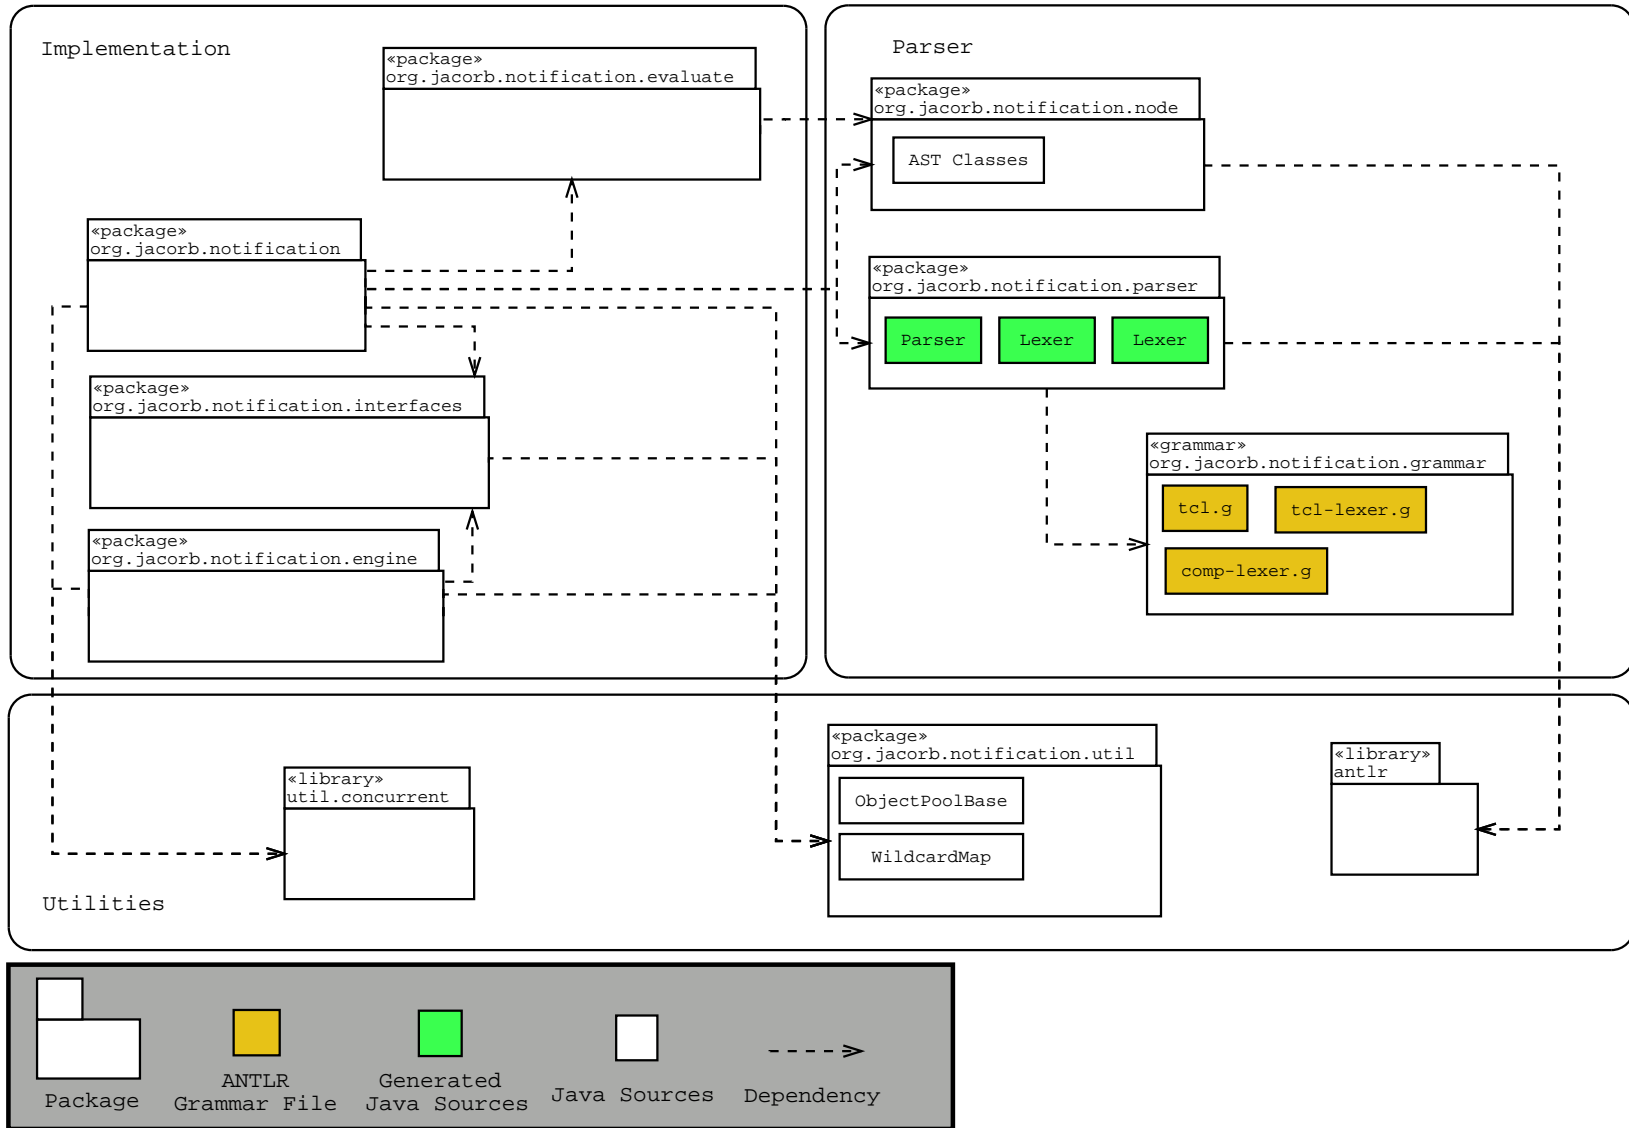 Implementation
«package»
org.jacorb.notification.evaluate
«package»
org.jacorb.notification
«package»
org.jacorb.notification.interfaces
«package»
org.jacorb.notification.engine
Parser
«package»
org.jacorb.notification.node
AST Classes
«package»
org.jacorb.notification.parser
Parser
Lexer
Lexer
«grammar»
org.jacorb.notification.grammar
tcl.g
tcl-lexer.g
comp-lexer.g
«library»
util.concurrent
«package»
org.jacorb.notification.util
ObjectPoolBase
WildcardMap
«library»
antlr
Utilities
Package
ANTLR
Grammar File
Generated
Java Sources
Java Sources
Dependency